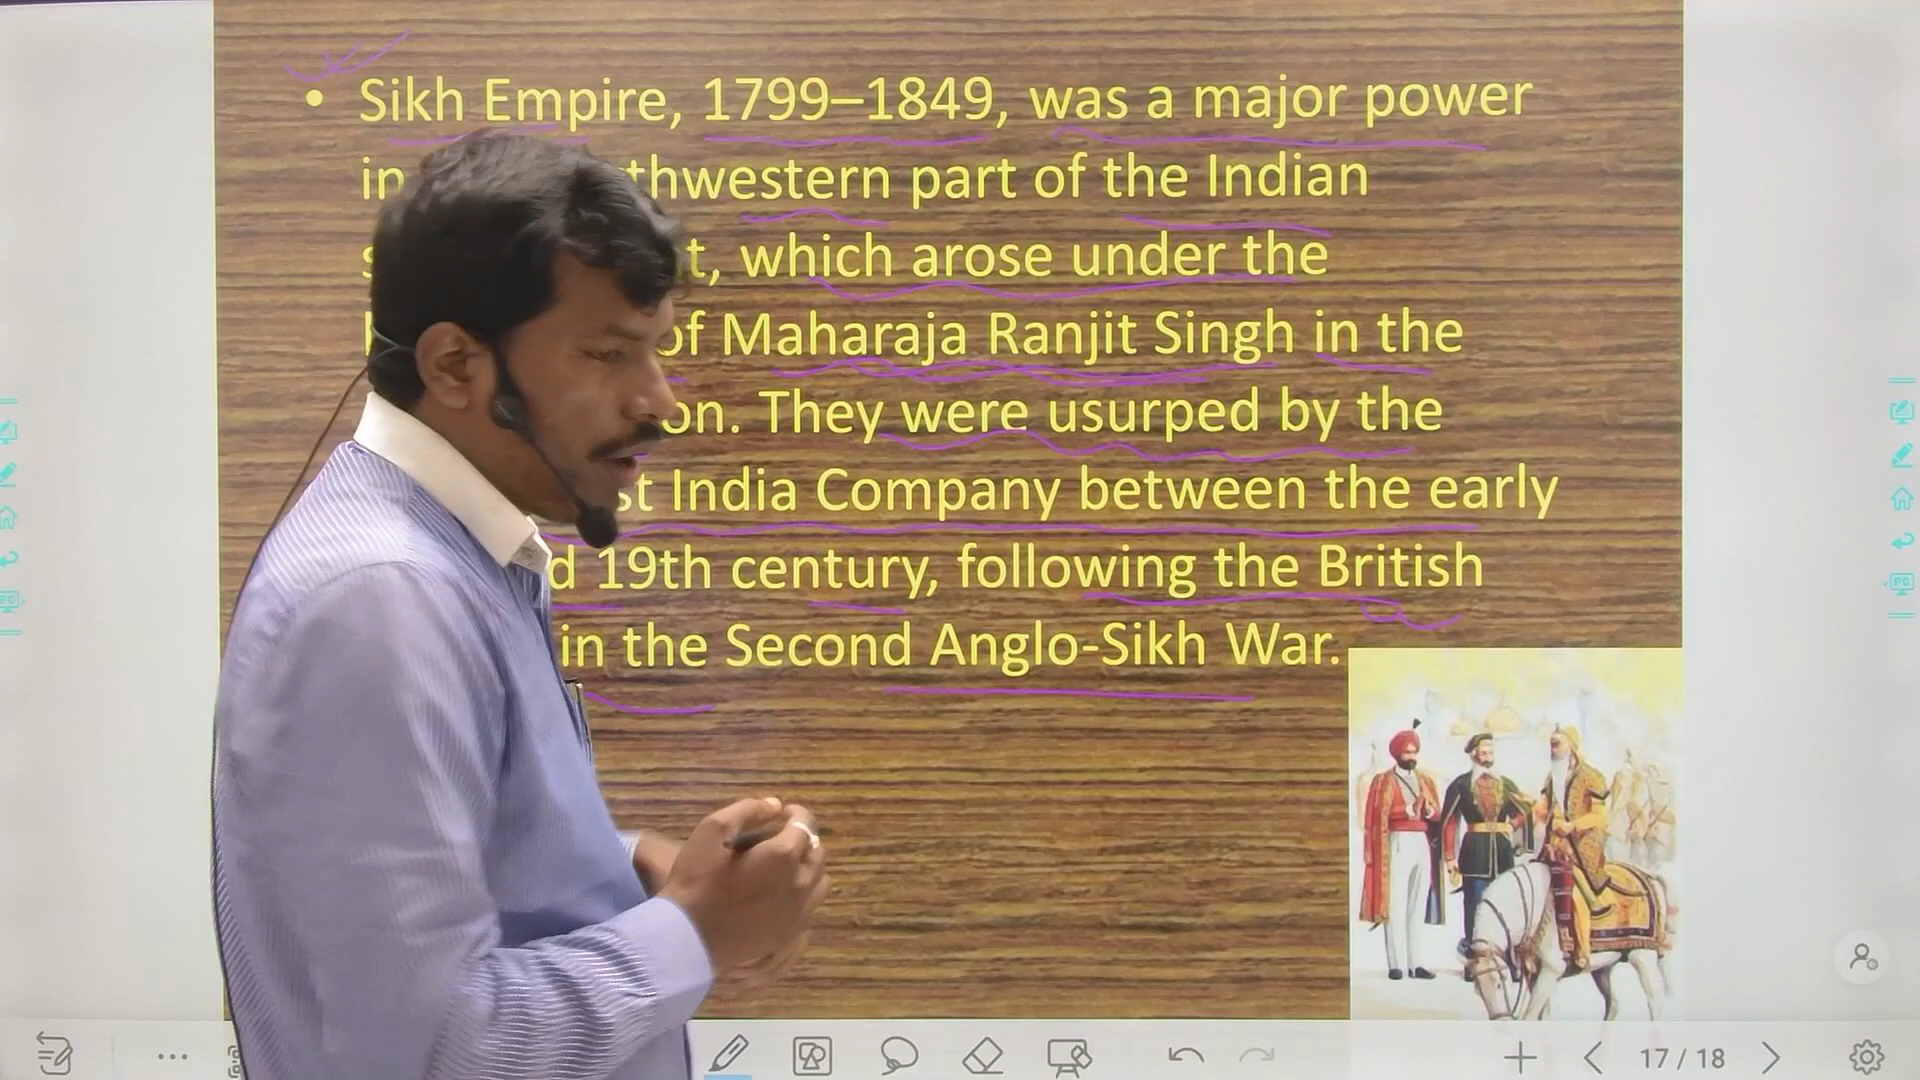 • Sikh Empire, 1799–1849, was a major power
in thwestern part of the Indian
t, which arose under the
of Maharaja Ranjit Singh in the
on. They were usurped by the
st India Company between the early
d 19th century, following the British
in the Second Anglo-Sikh War.
17 / 18